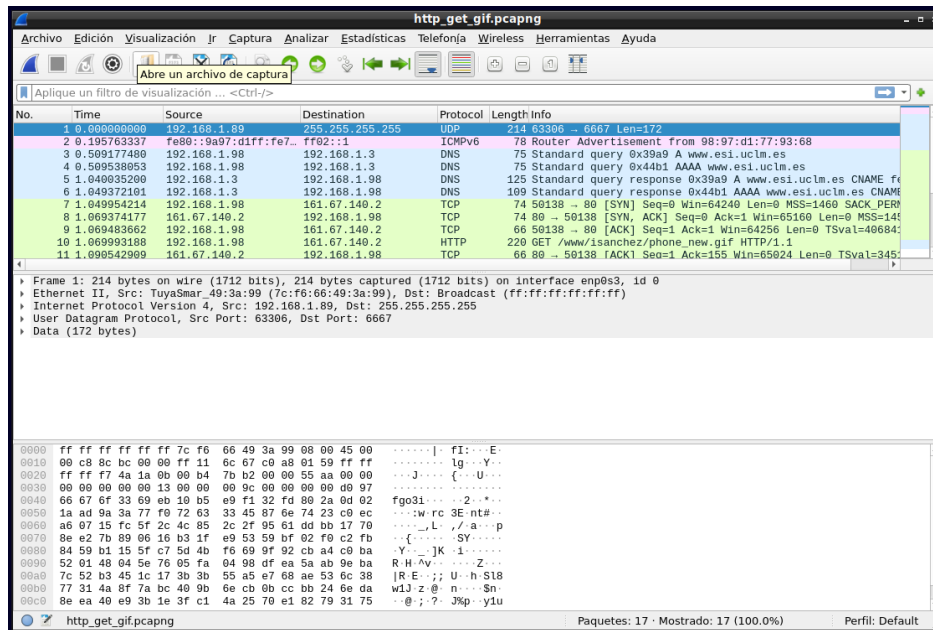 http_get_gif.pcapng
Archivo Edición Visualización Ir Captura Analizar Estadísticas Telefonía Wireless Herramientas Ayuda
Abre un archivo de captura
Aplique un filtro de visualización ... <Ctrl-/>
No. Time Source Destination Protocol Length Info
1 0.000000000 192.168.1.89 255.255.255.255 UDP 214 63306 → 6667 Len=172
2 0.195763337 fe80::9a97:d1ff:fe7… ff02::1 ICMPv6 78 Router Advertisement from 98:97:d1:77:93:68
3 0.509177480 192.168.1.98 192.168.1.3 DNS 75 Standard query 0x39a9 A www.esi.uclm.es
4 0.509538053 192.168.1.98 192.168.1.3 DNS 75 Standard query 0x44b1 AAAA www.esi.uclm.es
5 1.040035200 192.168.1.3 192.168.1.98 DNS 125 Standard query response 0x39a9 A www.esi.uclm.es CNAME fe
6 1.049372101 192.168.1.3 192.168.1.98 DNS 109 Standard query response 0x44b1 AAAA www.esi.uclm.es CNAME
7 1.049954214 192.168.1.98 161.67.140.2 TCP 74 50138 → 80 [SYN] Seq=0 Win=64240 Len=0 MSS=1460 SACK_PERM
8 1.069374177 161.67.140.2 192.168.1.98 TCP 74 80 → 50138 [SYN, ACK] Seq=0 Ack=1 Win=65160 Len=0 MSS=145
9 1.069483662 192.168.1.98 161.67.140.2 TCP 66 50138 → 80 [ACK] Seq=1 Ack=1 Win=64256 Len=0 TSval=406841
10 1.069993188 192.168.1.98 161.67.140.2 HTTP 220 GET /www/isanchez/phone_new.gif HTTP/1.1
11 1.090542909 161.67.140.2 192.168.1.98 TCP 66 80 → 50138 [ACK] Seq=1 Ack=155 Win=65024 Len=0 TSval=3451
Frame 1: 214 bytes on wire (1712 bits), 214 bytes captured (1712 bits) on interface enp0s3, id 0
Ethernet II, Src: TuyaSmar_49:3a:99 (7c:f6:66:49:3a:99), Dst: Broadcast (ff:ff:ff:ff:ff:ff)
Internet Protocol Version 4, Src: 192.168.1.89, Dst: 255.255.255.255
User Datagram Protocol, Src Port: 63306, Dst Port: 6667
Data (172 bytes)
0000 ff ff ff ff ff ff 7c f6 66 49 3a 99 08 00 45 00 ······|· fI:···E·
0010 00 c8 8c bc 00 00 ff 11 6c 67 c0 a8 01 59 ff ff ········ lg···Y··
0020 ff ff f7 4a 1a 0b 00 b4 7b b2 00 00 55 aa 00 00 ···J···· {···U···
0030 00 00 00 00 13 00 00 00 00 9c 00 00 00 00 d0 97 ········ ········
0040 66 67 6f 33 69 eb 10 b5 e9 f1 32 fd 80 2a 0d 02 fgo3i··· ··2··*··
0050 1a ad 9a 3a 77 f0 72 63 33 45 87 6e 74 23 c0 ec ···:w·rc 3E·nt#··
0060 a6 07 15 fc 5f 2c 4c 85 2c 2f 95 61 dd bb 17 70 ····_,L· ,/·a···p
0070 8e e2 7b 89 06 16 b3 1f e9 53 59 bf 02 f0 c2 fb ··{····· ·SY·····
0080 84 59 b1 15 5f c7 5d 4b f6 69 9f 92 cb a4 c0 ba ·Y··_·]K ·i······
0090 52 01 48 04 5e 76 05 fa 04 98 df ea 5a ab 9e ba R·H·^v·· ····Z···
00a0 7c 52 b3 45 1c 17 3b 3b 55 a5 e7 68 ae 53 6c 38 |R·E··;; U··h·Sl8
00b0 77 31 4a 8f 7a bc 40 9b 6e cb 0b cc bb 24 6e da w1J·z·@· n····$n·
00c0 8e ea 40 e9 3b 1e 3f c1 4a 25 70 e1 82 79 31 75 ··@·;·?· J%p··y1u
http_get_gif.pcapng Paquetes: 17 · Mostrado: 17 (100.0%) Perfil: Default